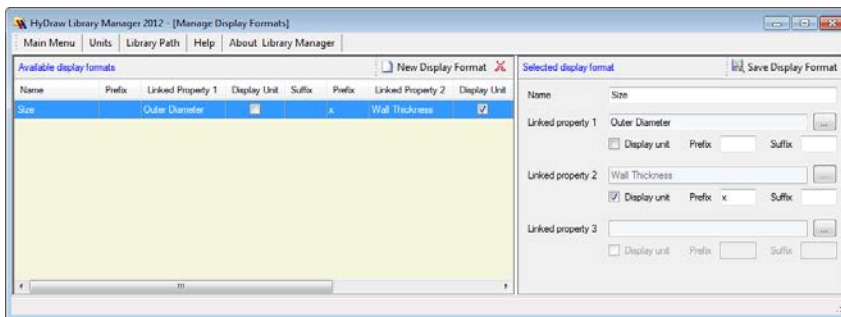 HyDraw Library Manager 2012 - [Manage Display Formats]
Main Menu Units Library Path Help About Library Manager
Available display formats New Display Format
Name Prefix Linked Property 1 Display Unit Suffix Prefix Linked Property 2 Display Unit
Size Outer Diameter x Wall Thickness
Selected display format Save Display Format
Name Size
Linked property 1 Outer Diameter ...
Display unit Prefix Suffix
Linked property 2 Wall Thickness ...
Display unit Prefix x Suffix
Linked property 3 ...
Display unit Prefix Suffix